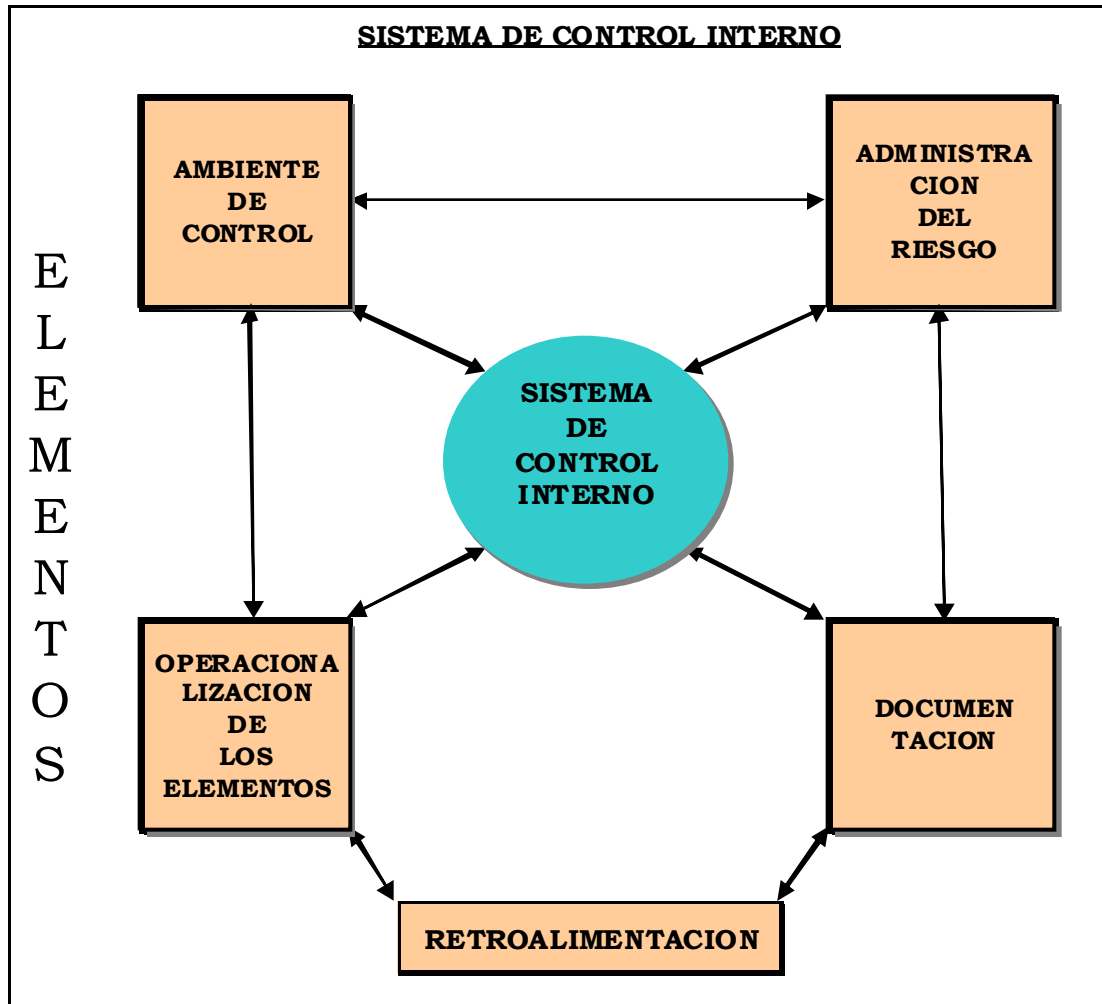 SISTEMA DE CONTROL INTERNO
AMBIENTE
DE
CONTROL
ADMINISTRA
CION
DEL
RIESGO
E
L
E
M
E
N
T
O
S
SISTEMA
DE
CONTROL
INTERNO
OPERACIONA
LIZACION
DE
LOS
ELEMENTOS
DOCUMEN
TACION
RETROALIMENTACION